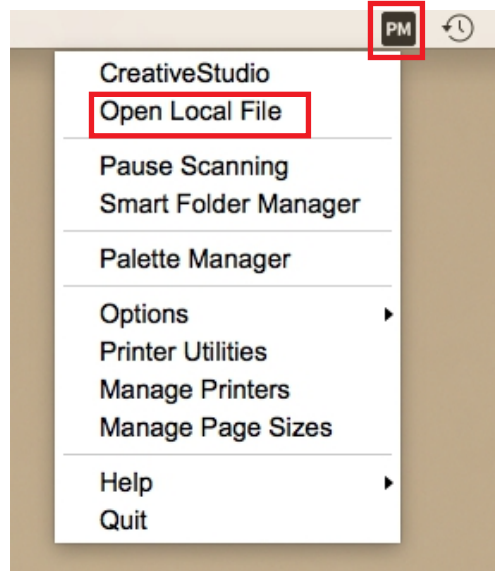 PM
CreativeStudio
Open Local File
Pause Scanning
Smart Folder Manager
Palette Manager
Options
Printer Utilities
Manage Printers
Manage Page Sizes
Help
Quit